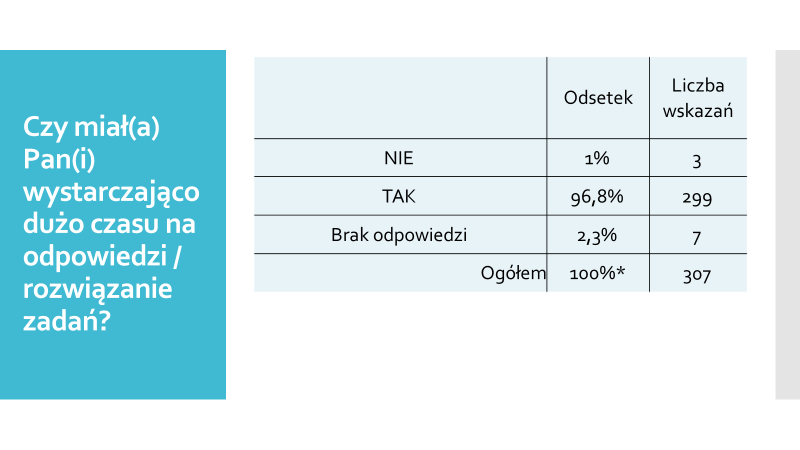 Czy miał(a)
Pan(i)
wystarczająco
dużo czasu na
odpowiedzi /
rozwiązanie
zadań?
Odsetek Liczba wskazań
NIE 1% 3
TAK 96,8% 299
Brak odpowiedzi 2,3% 7
Ogółem 100%* 307